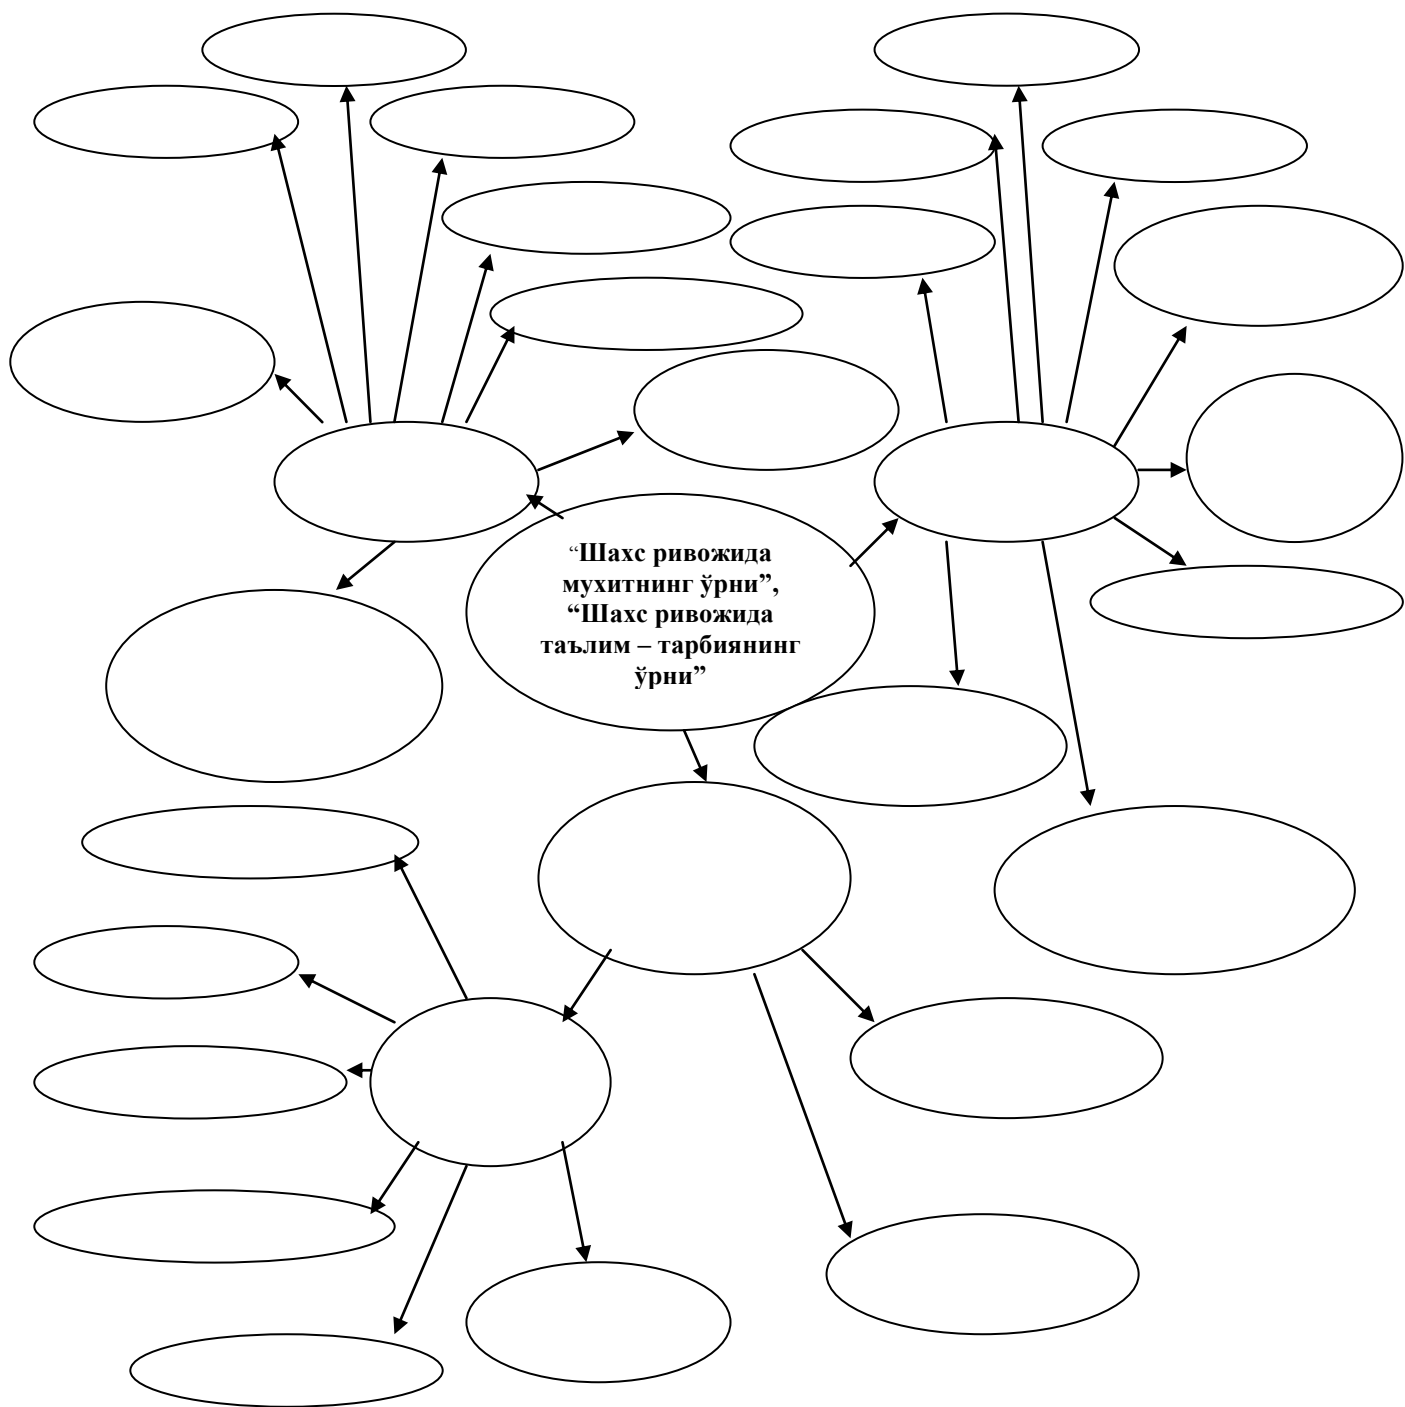 “Шахс ривожида
мухитнинг ўрни”,
“Шахс ривожида
таълим – тарбиянинг
ўрни”